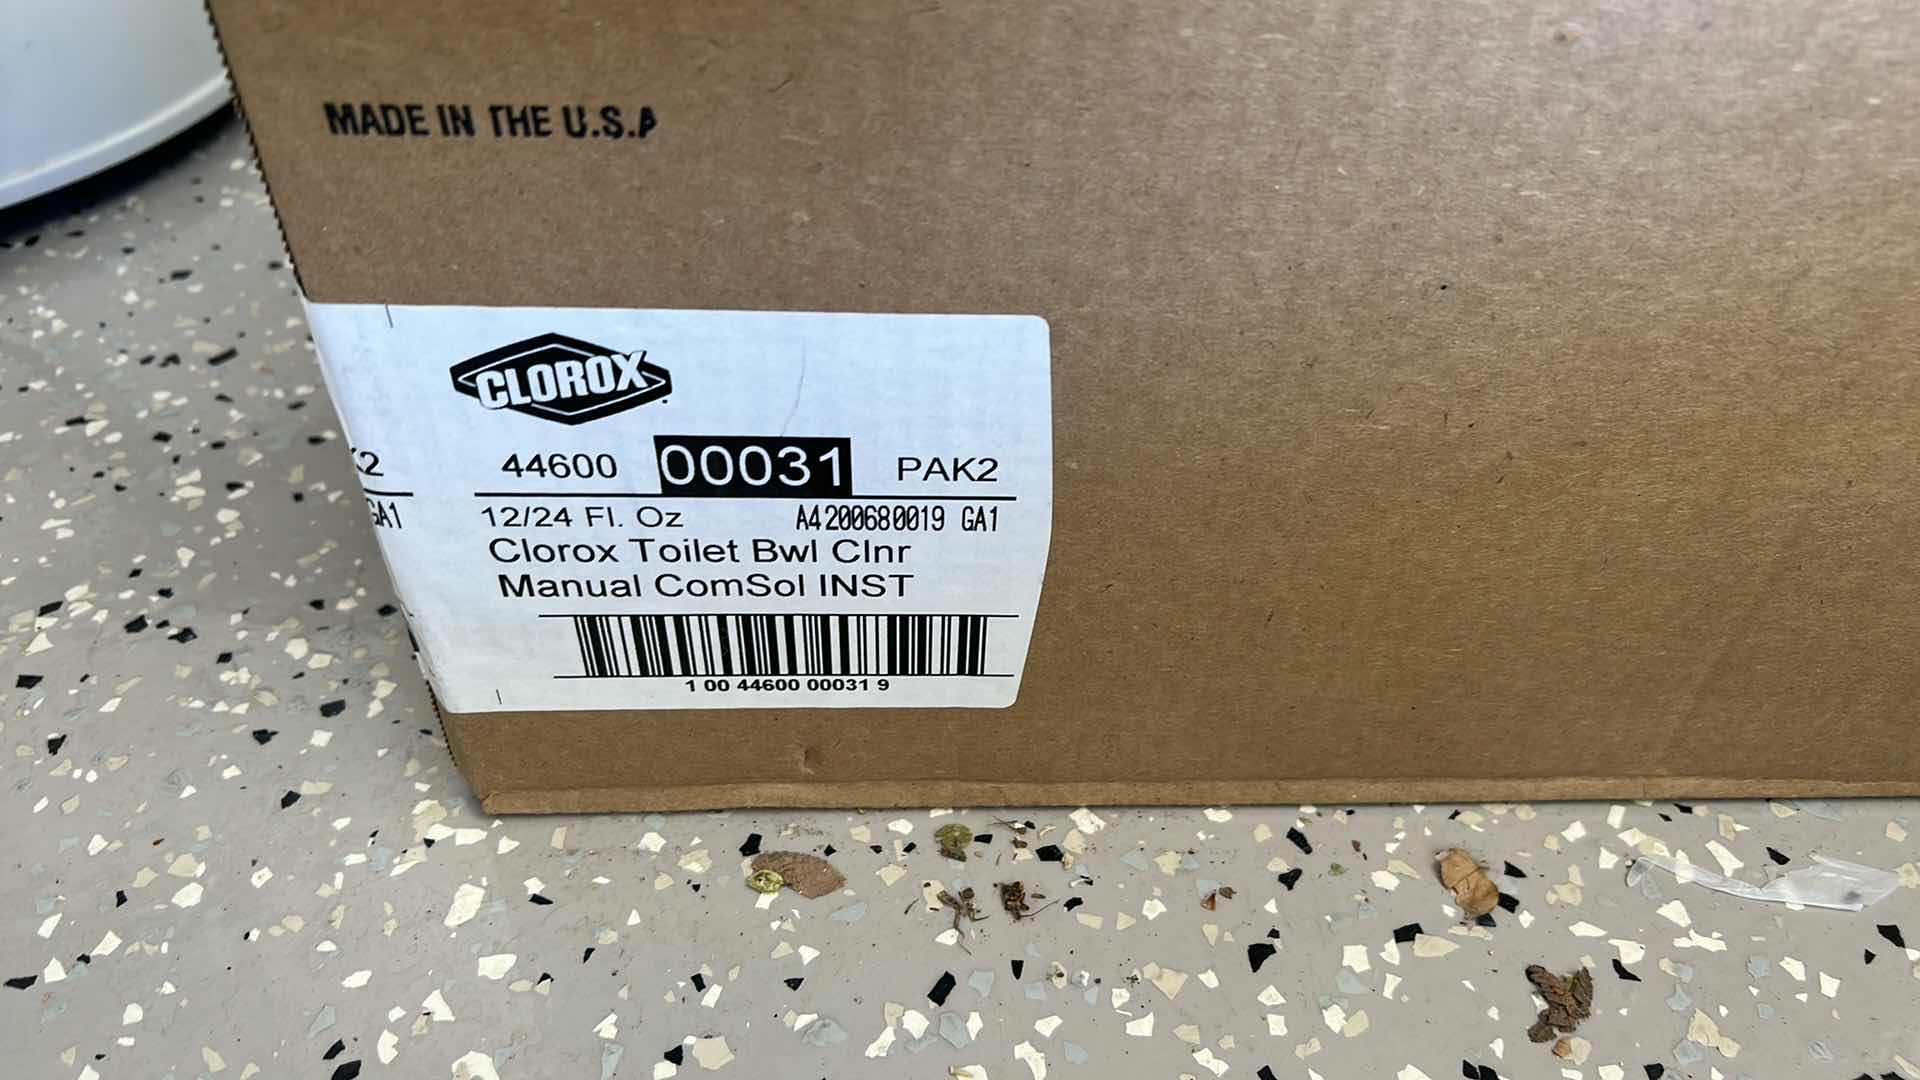 MADE IN THE U.S.A
CLOROX
44600 00031 PAK2
12/24 Fl. Oz A4200680019 GA1
Clorox Toilet Bwl Clnr
Manual ComSol INST
1 00 44600 00031 9
GA1